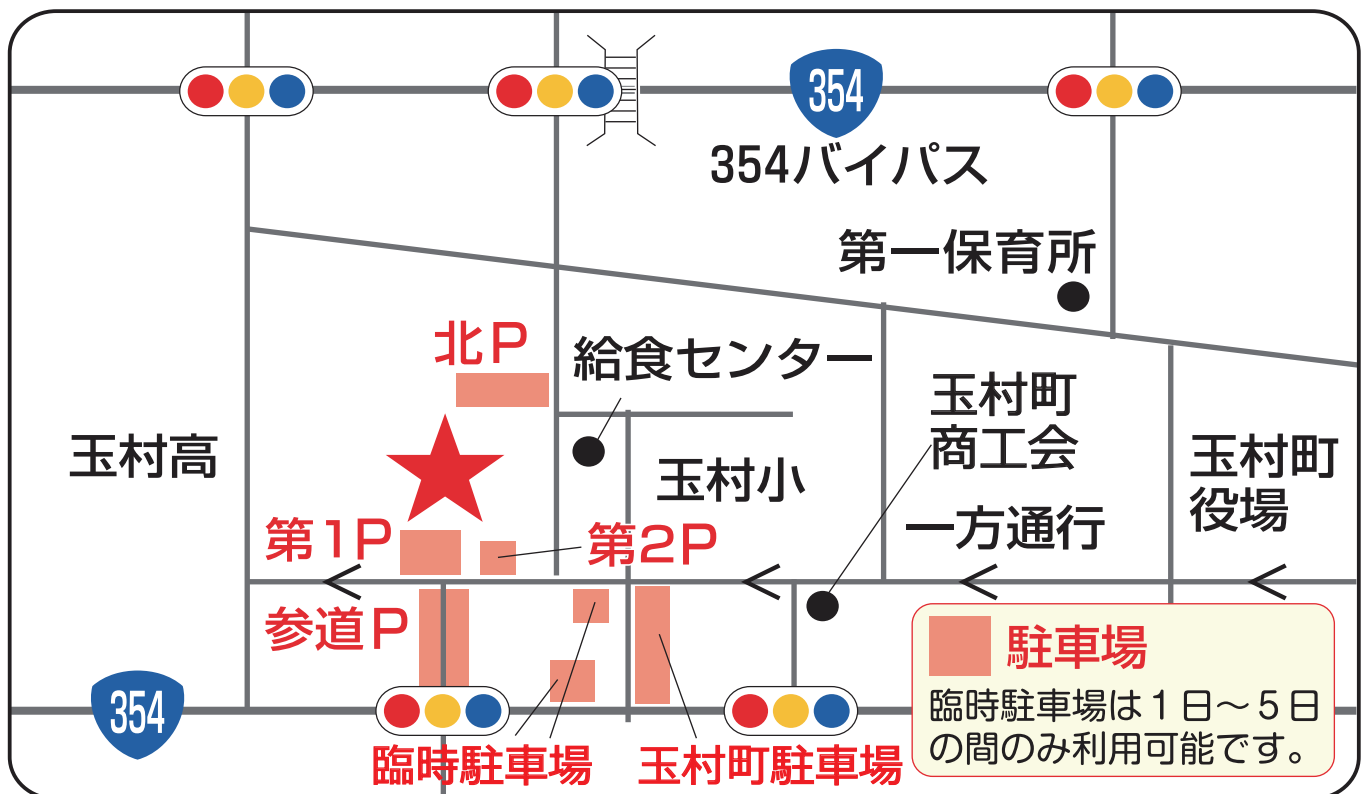 354
354バイパス
第一保育所
北P
給食センター
玉村町
商工会
玉村高
玉村小
玉村町
役場
第1P
第2P
一方通行
参道P
駐車場
臨時駐車場は1日〜5日
の間のみ利用可能です。
354
臨時駐車場
玉村町駐車場